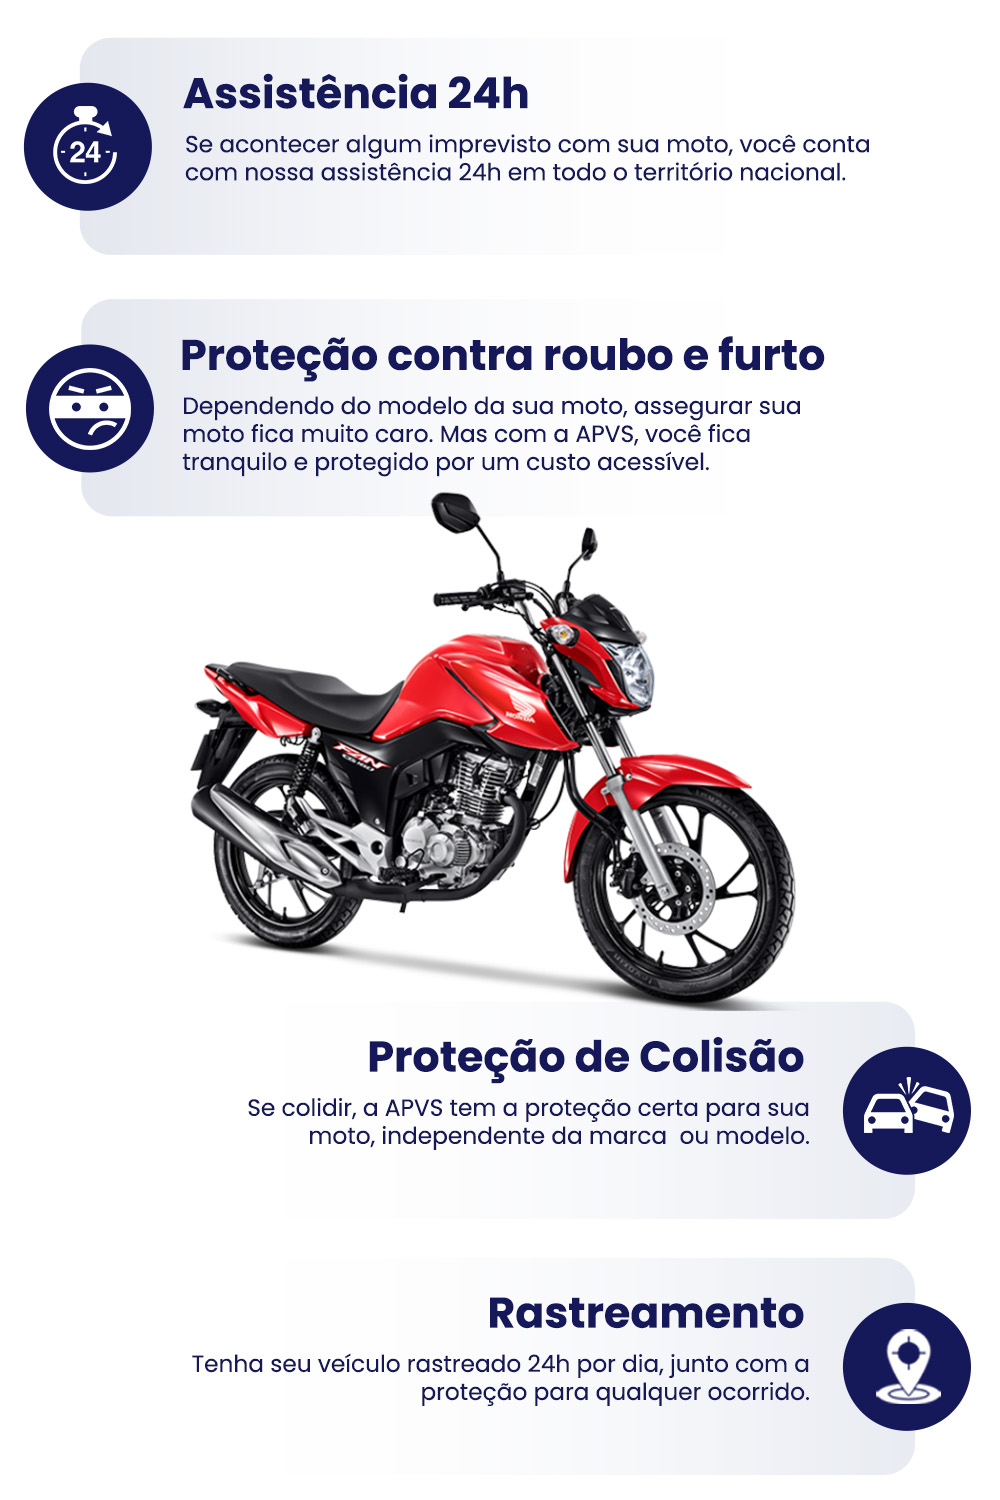 Assistência 24h
24
Se acontecer algum imprevisto com sua moto, você conta
com nossa assistência 24h em todo o território nacional.
Proteção contra roubo e furto
Dependendo do modelo da sua moto, assegurar sua
moto fica muito caro. Mas com a APVS, você fica
tranquilo e protegido por um custo acessível.
HONDA
FAN
Proteção de Colisão
Se colidir, a APVS tem a proteção certa para sua
moto, independente da marca  ou modelo.
Rastreamento
Tenha seu veículo rastreado 24h por dia, junto com a
proteção para qualquer ocorrido.